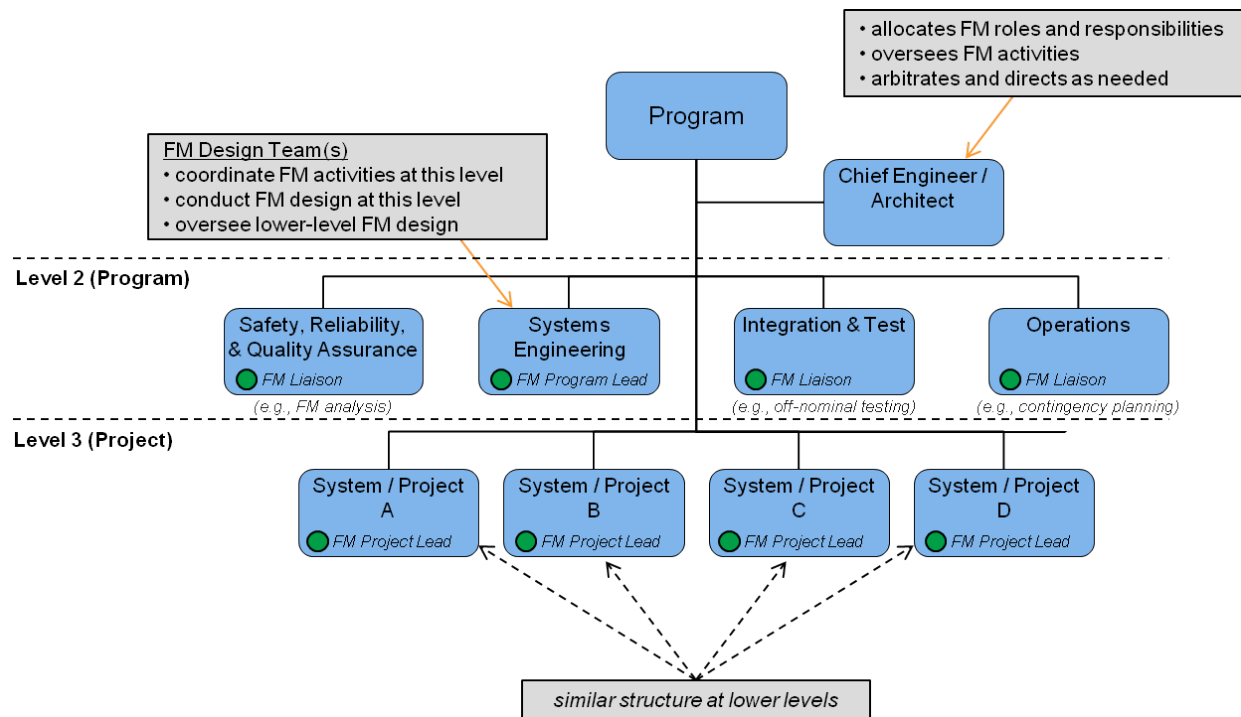 • allocates FM roles and responsibilities
• oversees FM activities
• arbitrates and directs as needed
Program
FM Design Team(s)
• coordinate FM activities at this level
• conduct FM design at this level
• oversee lower-level FM design
Chief Engineer /
Architect
Level 2 (Program)
Safety, Reliability,
& Quality Assurance
FM Liaison
(e.g., FM analysis)
Systems
Engineering
FM Program Lead
Integration & Test
FM Liaison
(e.g., off-nominal testing)
Operations
FM Liaison
(e.g., contingency planning)
Level 3 (Project)
System / Project
A
FM Project Lead
System / Project
B
FM Project Lead
System / Project
C
FM Project Lead
System / Project
D
FM Project Lead
similar structure at lower levels